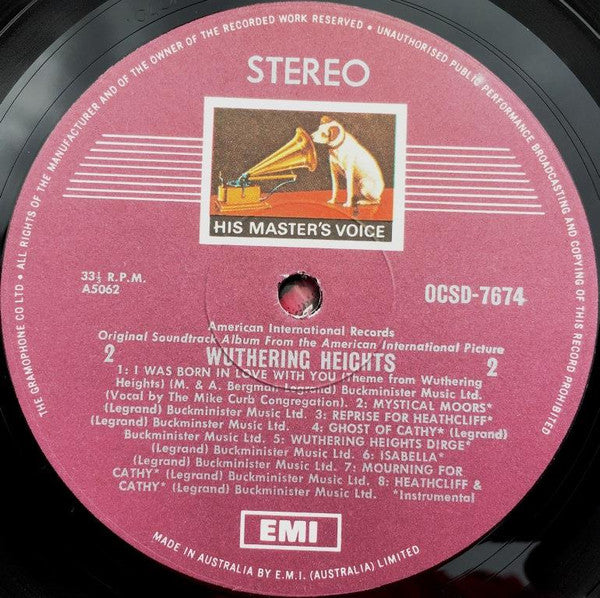 THE GRAMOPHONE CO LTD • ALL RIGHTS OF THE MANUFACTURER AND OF THE OWNER OF THE RECORDED WORK RESERVED • UNAUTHORISED PUBLIC PERFORMANCE BROADCASTING AND COPYING OF THIS RECORD PROHIBITED
STEREO
HIS MASTER'S VOICE
33⅓ R.P.M.
A5062
OCSD-7674
American International Records
Original Soundtrack Album From the American International Picture
2 WUTHERING HEIGHTS 2
1: I WAS BORN IN LOVE WITH YOU (Theme from Wuthering
Heights) (M. & A. Bergman-Legrand) Buckminister Music Ltd.
(Vocal by The Mike Curb Congregation). 2: MYSTICAL MOORS*
(Legrand) Buckminister Music Ltd. 3: REPRISE FOR HEATHCLIFF*
(Legrand) Buckminister Music Ltd. 4: GHOST OF CATHY* (Legrand)
Buckminister Music Ltd. 5: WUTHERING HEIGHTS DIRGE*
(Legrand) Buckminister Music Ltd. 6: ISABELLA*
(Legrand) Buckminister Music Ltd. 7: MOURNING FOR
CATHY* (Legrand) Buckminister Music Ltd. 8: HEATHCLIFF &
CATHY* (Legrand) Buckminister Music Ltd. *Instrumental
EMI
MADE IN AUSTRALIA BY E.M.I. (AUSTRALIA) LIMITED